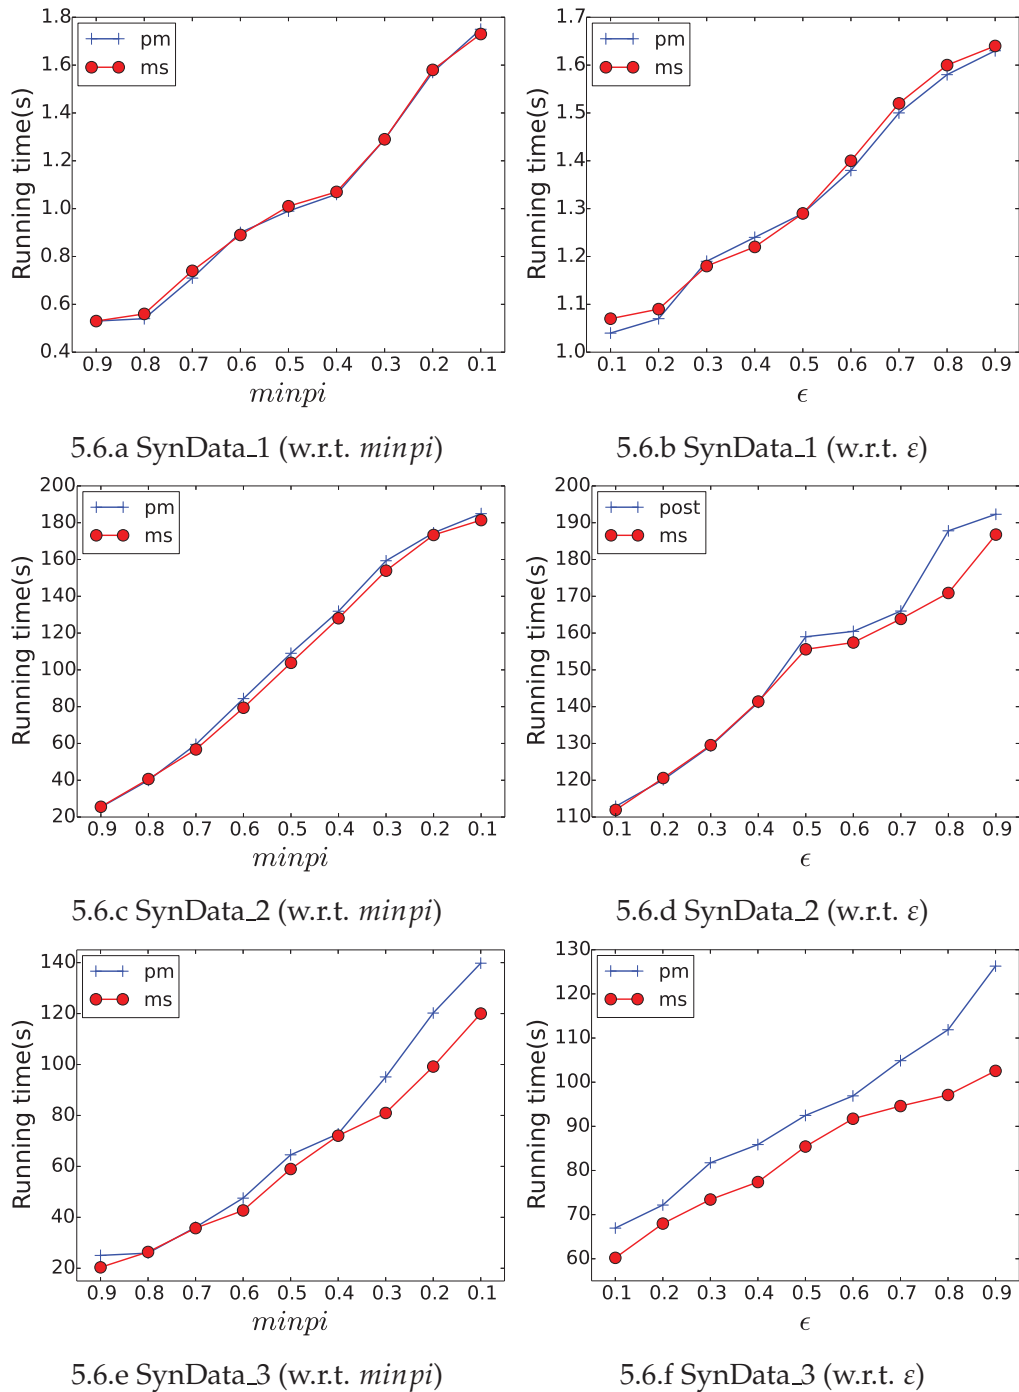 1.8
1.6
1.4
1.2
1.0
0.8
0.6
0.4
Running time(s)
pm
ms
0.9 0.8 0.7 0.6 0.5 0.4 0.3 0.2 0.1
minpi
5.6.a SynData_1 (w.r.t. minpi)
1.7
1.6
1.5
1.4
1.3
1.2
1.1
1.0
Running time(s)
pm
ms
0.1 0.2 0.3 0.4 0.5 0.6 0.7 0.8 0.9
ϵ
5.6.b SynData_1 (w.r.t. ε)
200
180
160
140
120
100
80
60
40
20
Running time(s)
pm
ms
0.9 0.8 0.7 0.6 0.5 0.4 0.3 0.2 0.1
minpi
5.6.c SynData_2 (w.r.t. minpi)
200
190
180
170
160
150
140
130
120
110
Running time(s)
post
ms
0.1 0.2 0.3 0.4 0.5 0.6 0.7 0.8 0.9
ϵ
5.6.d SynData_2 (w.r.t. ε)
140
120
100
80
60
40
20
Running time(s)
pm
ms
0.9 0.8 0.7 0.6 0.5 0.4 0.3 0.2 0.1
minpi
5.6.e SynData_3 (w.r.t. minpi)
130
120
110
100
90
80
70
60
Running time(s)
pm
ms
0.1 0.2 0.3 0.4 0.5 0.6 0.7 0.8 0.9
ϵ
5.6.f SynData_3 (w.r.t. ε)